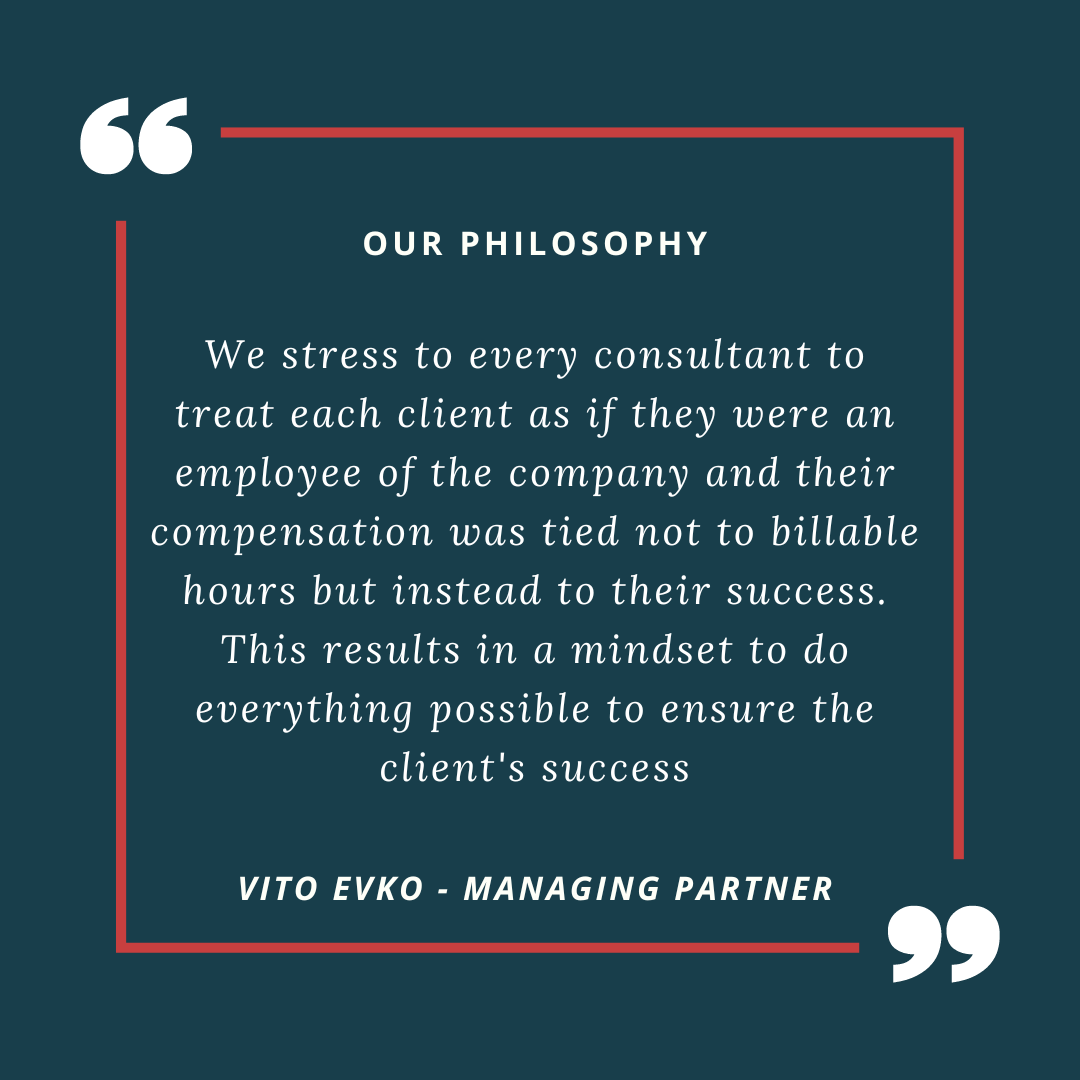 “
OUR PHILOSOPHY
We stress to every consultant to
treat each client as if they were an
employee of the company and their
compensation was tied not to billable
hours but instead to their success.
This results in a mindset to do
everything possible to ensure the
client's success
VITO EVKO - MANAGING PARTNER
”